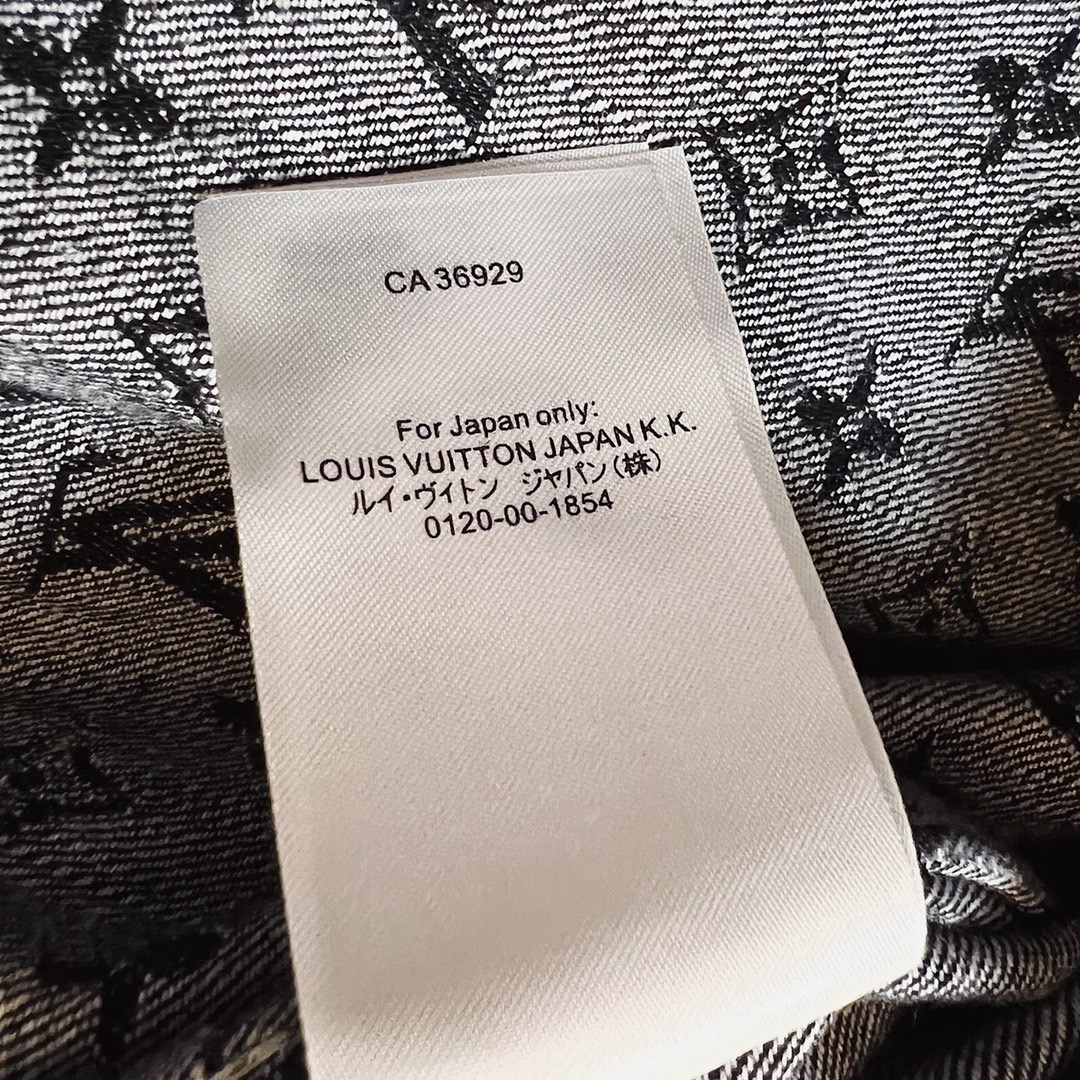 CA 36929
For Japan only:
LOUIS VUITTON JAPAN K.K.
ルイ・ヴィトン ジャパン(株)
0120-00-1854